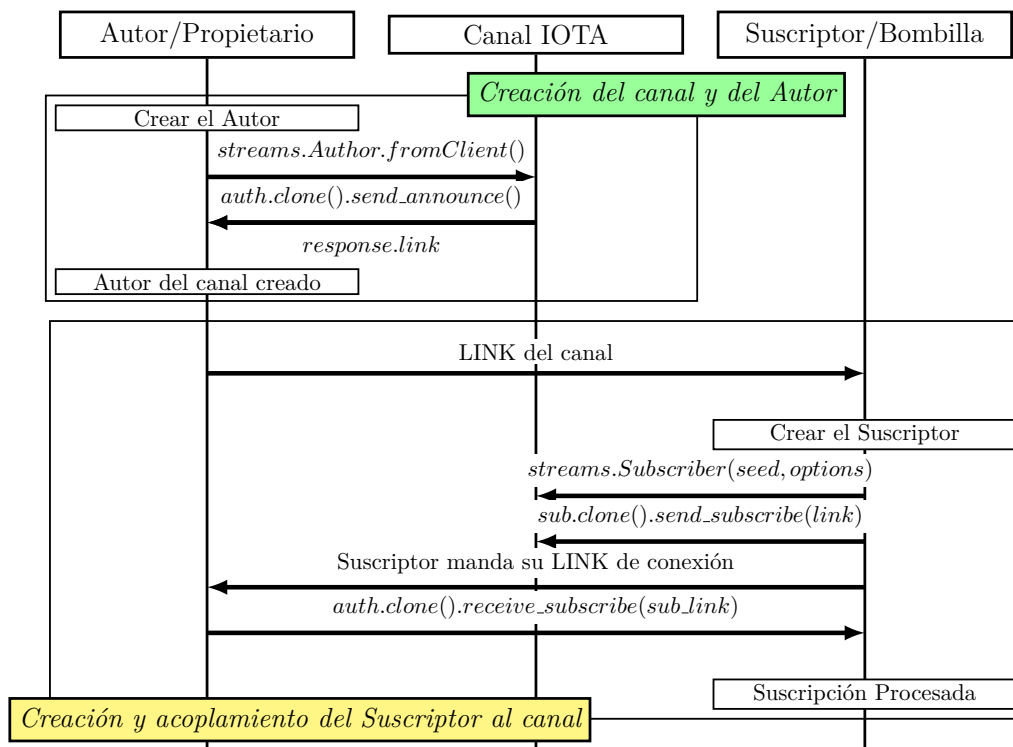 Autor/Propietario
Canal IOTA
Suscriptor/Bombilla
Creación del canal y del Autor
Crear el Autor
streams.Author.fromClient()
auth.clone().send_announce()
response.link
Autor del canal creado
LINK del canal
Crear el Suscriptor
streams.Subscriber(seed, options)
sub.clone().send_subscribe(link)
Suscriptor manda su LINK de conexión
auth.clone().receive_subscribe(sub_link)
Suscripción Procesada
Creación y acoplamiento del Suscriptor al canal